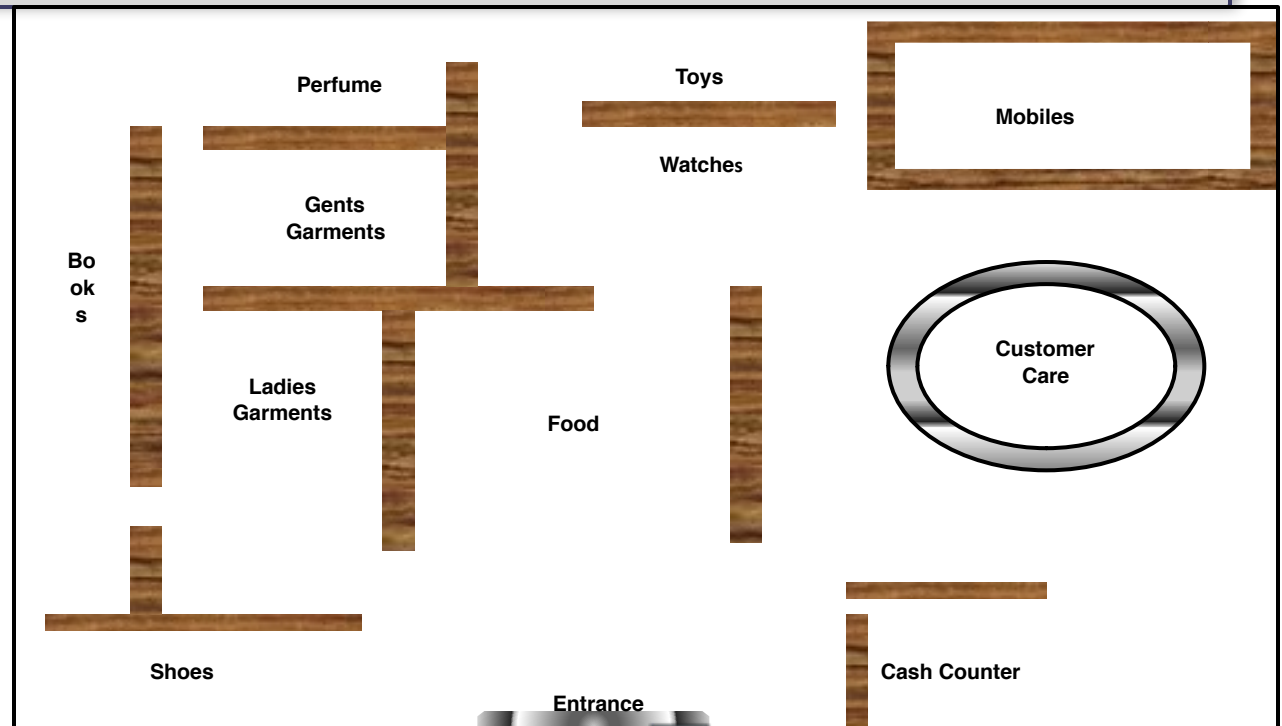 Toys
Perfume
Mobiles
Watches
Gents
Garments
Bo
ok
s
Customer
Care
Ladies
Garments
Food
Shoes
Cash Counter
Entrance